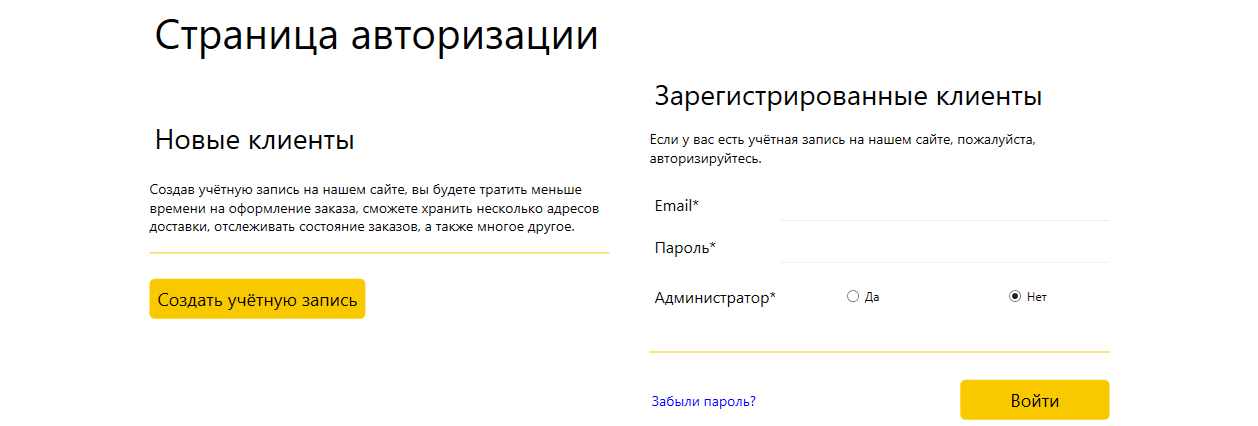 Страница авторизации
Новые клиенты
Создав учётную запись на нашем сайте, вы будете тратить меньше
времени на оформление заказа, сможете хранить несколько адресов
доставки, отслеживать состояние заказов, а также многое другое.
Создать учётную запись
Зарегистрированные клиенты
Если у вас есть учётная запись на нашем сайте, пожалуйста,
авторизируйтесь.
Email*
Пароль*
Администратор* Да Нет
Забыли пароль? Войти